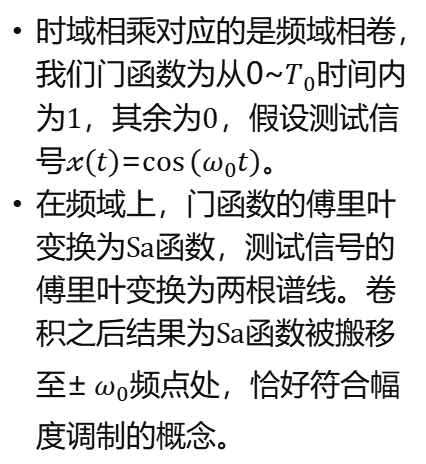 • 时域相乘对应的是频域相卷，
我们门函数为从0~T₀时间内
为1，其余为0，假设测试信
号x(t)=cos(ω₀t)。
• 在频域上，门函数的傅里叶
变换为Sa函数，测试信号的
傅里叶变换为两根谱线。卷
积之后结果为Sa函数被搬移
至± ω₀频点处，恰好符合幅
度调制的概念。